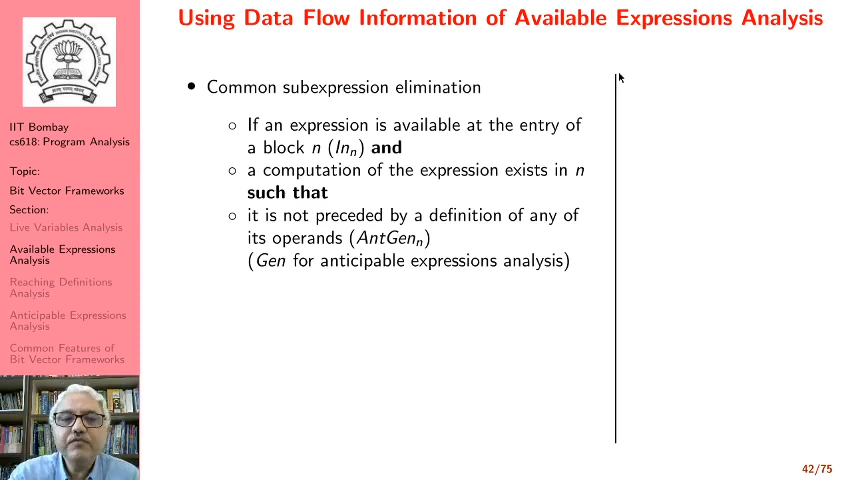 Using Data Flow Information of Available Expressions Analysis
IIT Bombay
cs618: Program Analysis
Topic:
Bit Vector Frameworks
Section:
Live Variables Analysis
Available Expressions
Analysis
Reaching Definitions
Analysis
Anticipable Expressions
Analysis
Common Features of
Bit Vector Frameworks
• Common subexpression elimination
○ If an expression is available at the entry of
a block n (Inₙ) and
○ a computation of the expression exists in n
such that
○ it is not preceded by a definition of any of
its operands (AntGenₙ)
(Gen for anticipable expressions analysis)
42/75